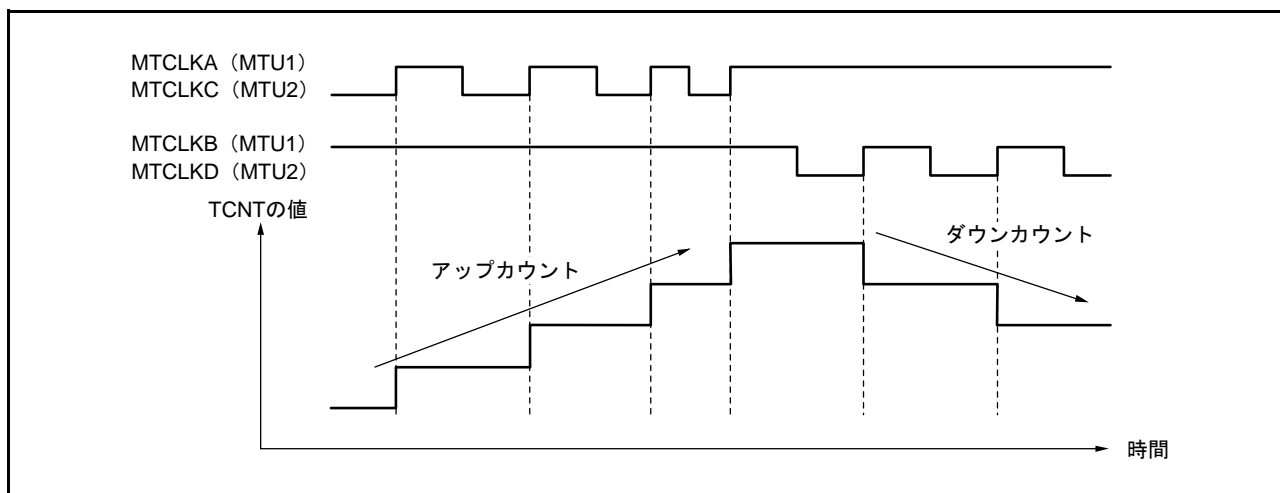 MTCLKA（MTU1）
MTCLKC（MTU2）
MTCLKB（MTU1）
MTCLKD（MTU2）
TCNTの値
アップカウント
ダウンカウント
時間